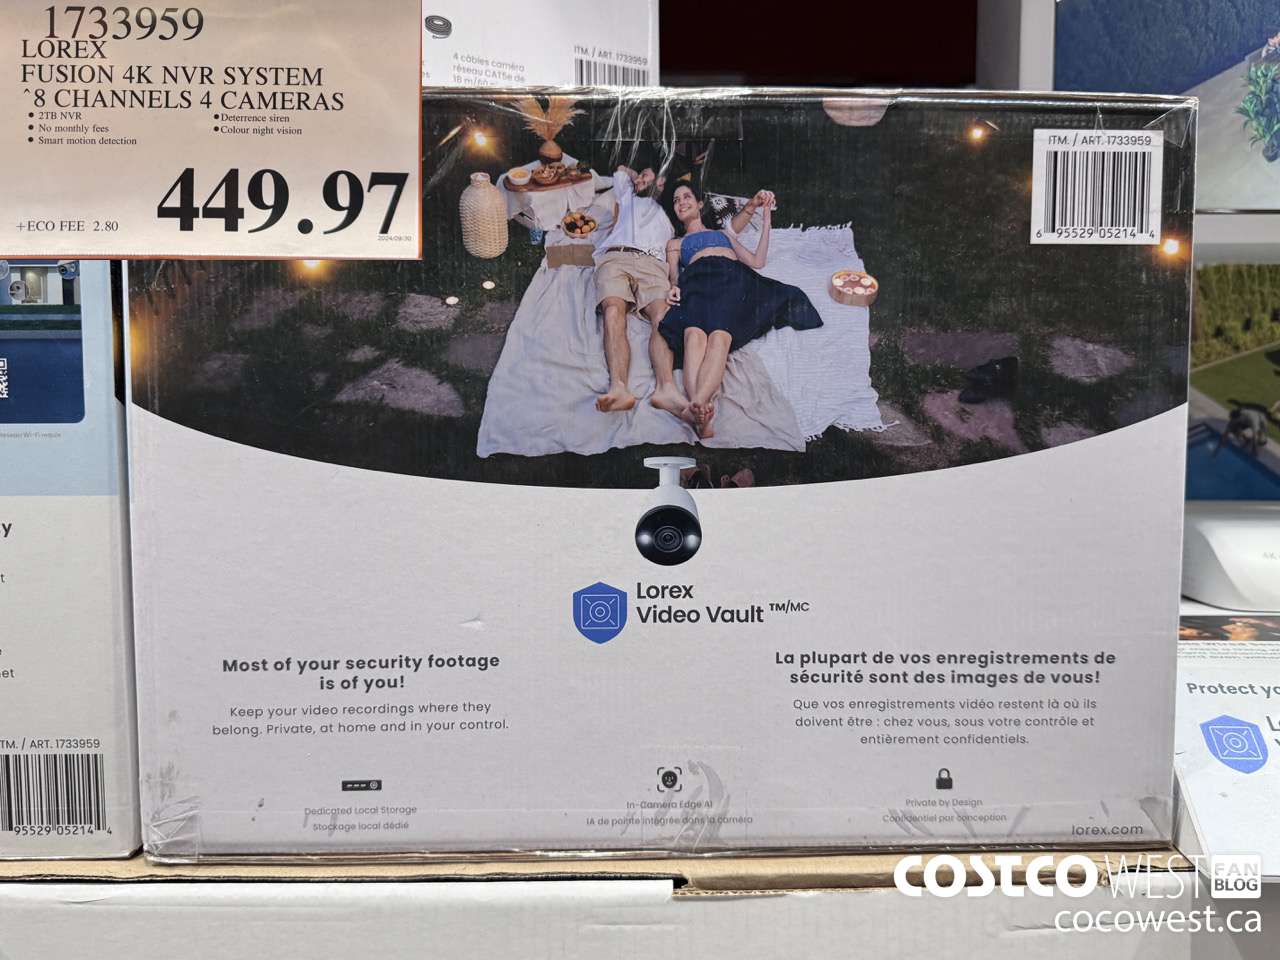 1733959
LOREX
FUSION 4K NVR SYSTEM
^8 CHANNELS 4 CAMERAS
• 2TB NVR
• No monthly fees
• Smart motion detection
• Deterrence siren
• Colour night vision
449.97
+ECO FEE 2.80
2024/09/30
4 câbles caméra
réseau CAT5e de
18 m/60
ITM. / ART. 1733959
ITM. / ART. 1733959
6 95529 05214 4
Lorex
Video Vault ™/MC
Most of your security footage
is of you!
Keep your video recordings where they
belong. Private, at home and in your control.
La plupart de vos enregistrements de
sécurité sont des images de vous!
Que vos enregistrements vidéo restent là où ils
doivent être : chez vous, sous votre contrôle et
entièrement confidentiels.
Dedicated Local Storage
Stockage local dédié
In-Camera Edge AI
IA de pointe intégrée dans la caméra
Private by Design
Confidentiel par conception
lorex.com
réseau Wi-Fi requis
TM. / ART. 1733959
95529 05214 4
Protect yo
COSTCO WEST FAN BLOG
cocowest.ca